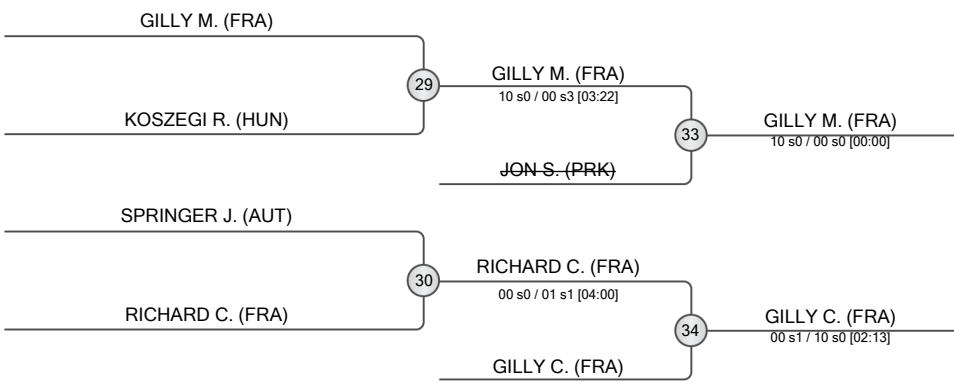 GILLY M. (FRA)
29
KOSZEGI R. (HUN)
GILLY M. (FRA)
10 s0 / 00 s3 [03:22]
33
JON S. (PRK)
GILLY M. (FRA)
10 s0 / 00 s0 [00:00]
SPRINGER J. (AUT)
30
RICHARD C. (FRA)
RICHARD C. (FRA)
00 s0 / 01 s1 [04:00]
34
GILLY C. (FRA)
GILLY C. (FRA)
00 s1 / 10 s0 [02:13]